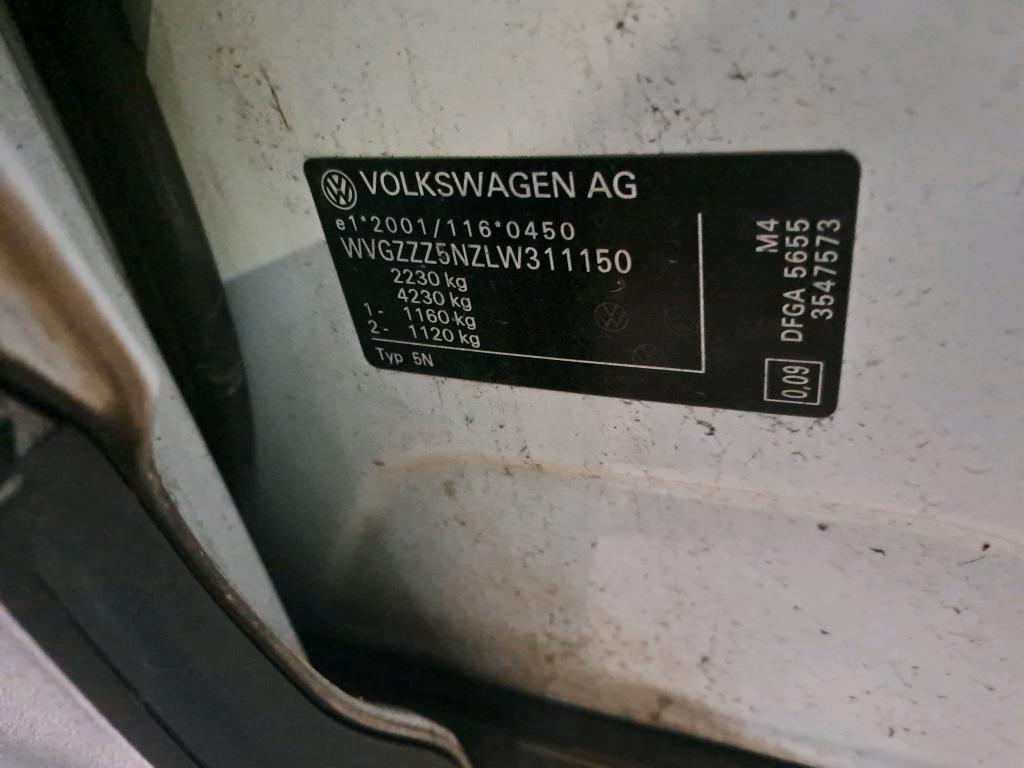 VOLKSWAGEN AG
e1*2001/116*0450
WVGZZZ5NZLW311150
2230 kg
4230 kg
1- 1160 kg
2- 1120 kg
Typ 5N
M4
DFGA 5655
3547573
0,09